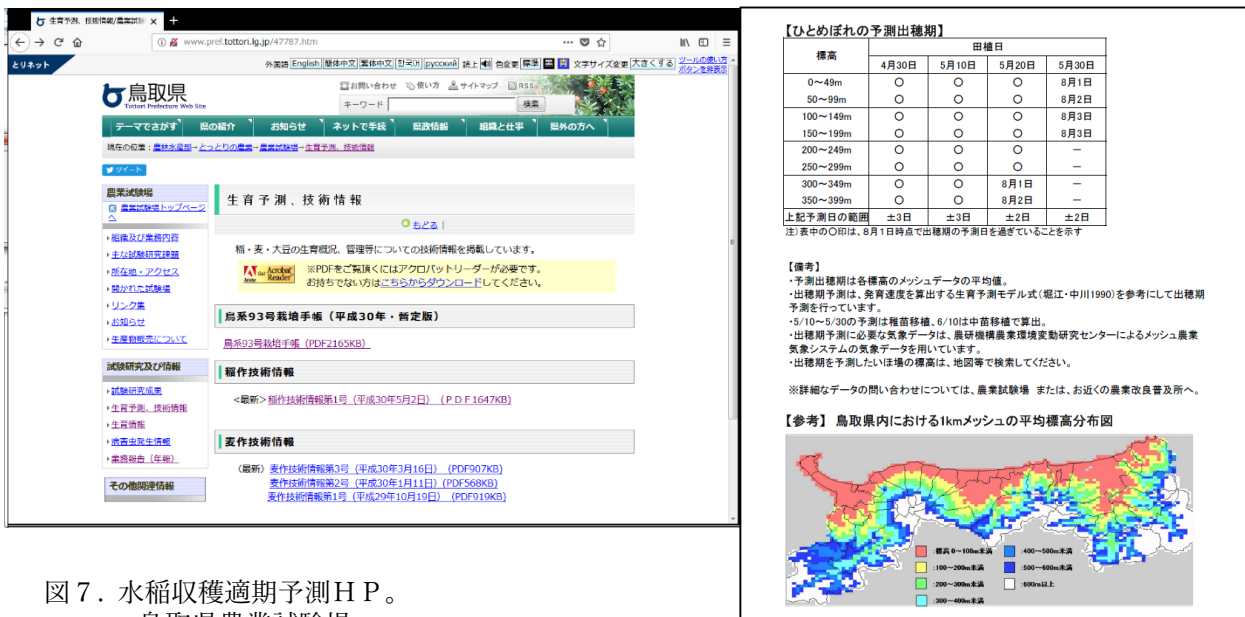 生育予測、技術情報/農業試験
www.pref.tottori.lg.jp/47787.htm
とりネット
外国語 English 簡体中文 繁体中文 한국어 русский 読上 色変更 標準 黒 青 文字サイズ変更 大きくする ツールの使い方
ボタンを非表示
鳥取県
Tottori Prefecture Web Site
お問い合わせ 使い方 サイトマップ RSS
キーワード 検索
テーマでさがす 県の紹介 お知らせ ネットで手続 県政情報 組織と仕事 県外の方へ
現在の位置：農林水産部→とっとりの農業→農業試験場→生育予測、技術情報
ツイート
農業試験場
農業試験場トップページへ
組織及び業務内容
主な試験研究課題
所在地・アクセス
開かれた試験場
リンク集
お知らせ
生産物販売について
試験研究及び情報
試験研究成果
生育予測、技術情報
生育情報
病害虫発生情報
業務報告（年報）
その他関連情報
生育予測、技術情報
もどる |
稲・麦・大豆の生育概況、管理等についての技術情報を掲載しています。
Get Acrobat Reader
Adobe
※PDFをご覧頂くにはアクロバットリーダーが必要です。
お持ちでない方はこちらからダウンロードしてください。
鳥系93号栽培手帳（平成30年・暫定版）
鳥系93号栽培手帳（PDF2165KB）
稲作技術情報
<最新>稲作技術情報第1号（平成30年5月2日）（ＰＤＦ1647KB)
麦作技術情報
（最新）麦作技術情報第3号（平成30年3月16日）（PDF907KB)
麦作技術情報第2号（平成30年1月11日）（PDF568KB)
麦作技術情報第1号（平成29年10月19日）（PDF919KB)
図７．水稲収穫適期予測ＨＰ。
鳥取県農業試験場
【ひとめぼれの予測出穂期】
標高 田植日
4月30日 5月10日 5月20日 5月30日
0～49m ○ ○ ○ 8月1日
50～99m ○ ○ ○ 8月2日
100～149m ○ ○ ○ 8月3日
150～199m ○ ○ ○ 8月3日
200～249m ○ ○ ○ －
250～299m ○ ○ ○ －
300～349m ○ ○ 8月1日 －
350～399m ○ ○ 8月2日 －
上記予測日の範囲 ±3日 ±3日 ±2日 ±2日
注）表中の○印は、8月1日時点で出穂期の予測日を過ぎていることを示す
【備考】
・予測出穂期は各標高のメッシュデータの平均値。
・出穂期予測は、発育速度を算出する生育予測モデル式（堀江・中川1990）を参考にして出穂期
予測を行っています。
・5/10～5/30の予測は稚苗移植、6/10は中苗移植で算出。
・出穂期予測に必要な気象データは、農研機構農業環境変動研究センターによるメッシュ農業
気象システムの気象データを用いています。
・出穂期を予測したいほ場の標高は、地図等で検索してください。
※詳細なデータの問い合わせについては、農業試験場 または、お近くの農業改良普及所へ。
【参考】 鳥取県内における1kmメッシュの平均標高分布図
:標高 0～100m未満 :400～500m未満
:100～200m未満 :500～600m未満
:200～300m未満 :600m以上
:300～400m未満